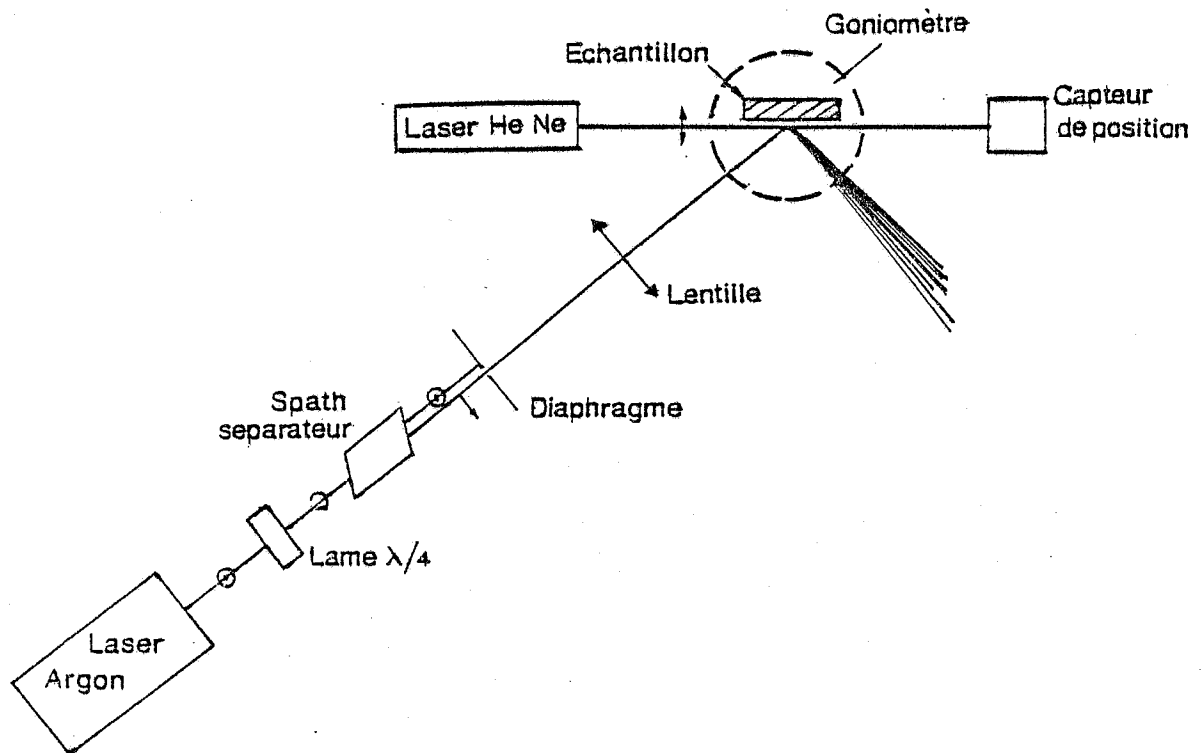 Goniomètre
Echantillon
Laser He Ne
Capteur
de position
Lentille
Diaphragme
Spath
separateur
Lame λ/4
Laser
Argon